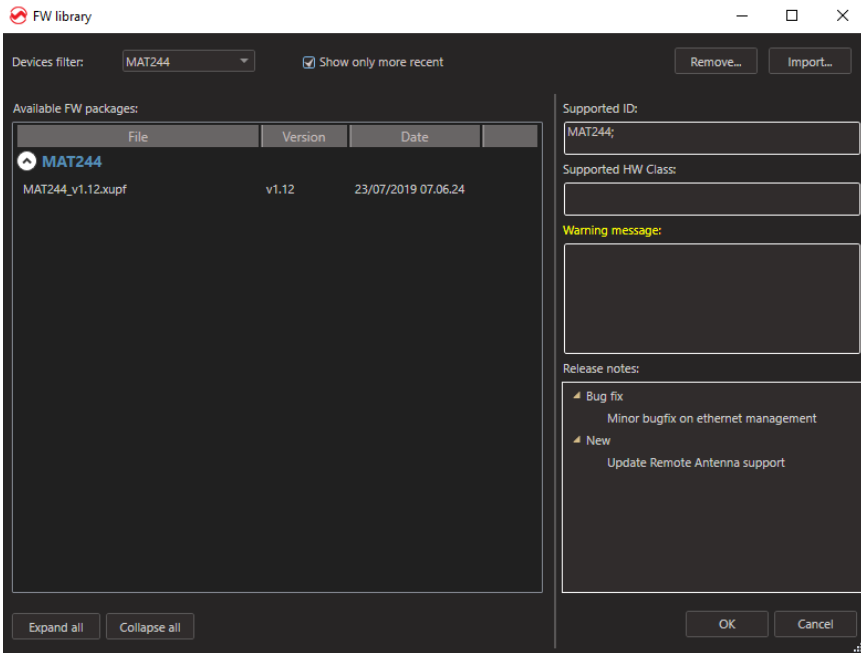 FW library
Devices filter:
MAT244
Show only more recent
Remove...
Import...
Available FW packages:
File Version Date
MAT244
MAT244_v1.12.xupf v1.12 23/07/2019 07.06.24
Expand all
Collapse all
Supported ID:
MAT244;
Supported HW Class:
Warning message:
Release notes:
Bug fix
Minor bugfix on ethernet management
New
Update Remote Antenna support
OK
Cancel